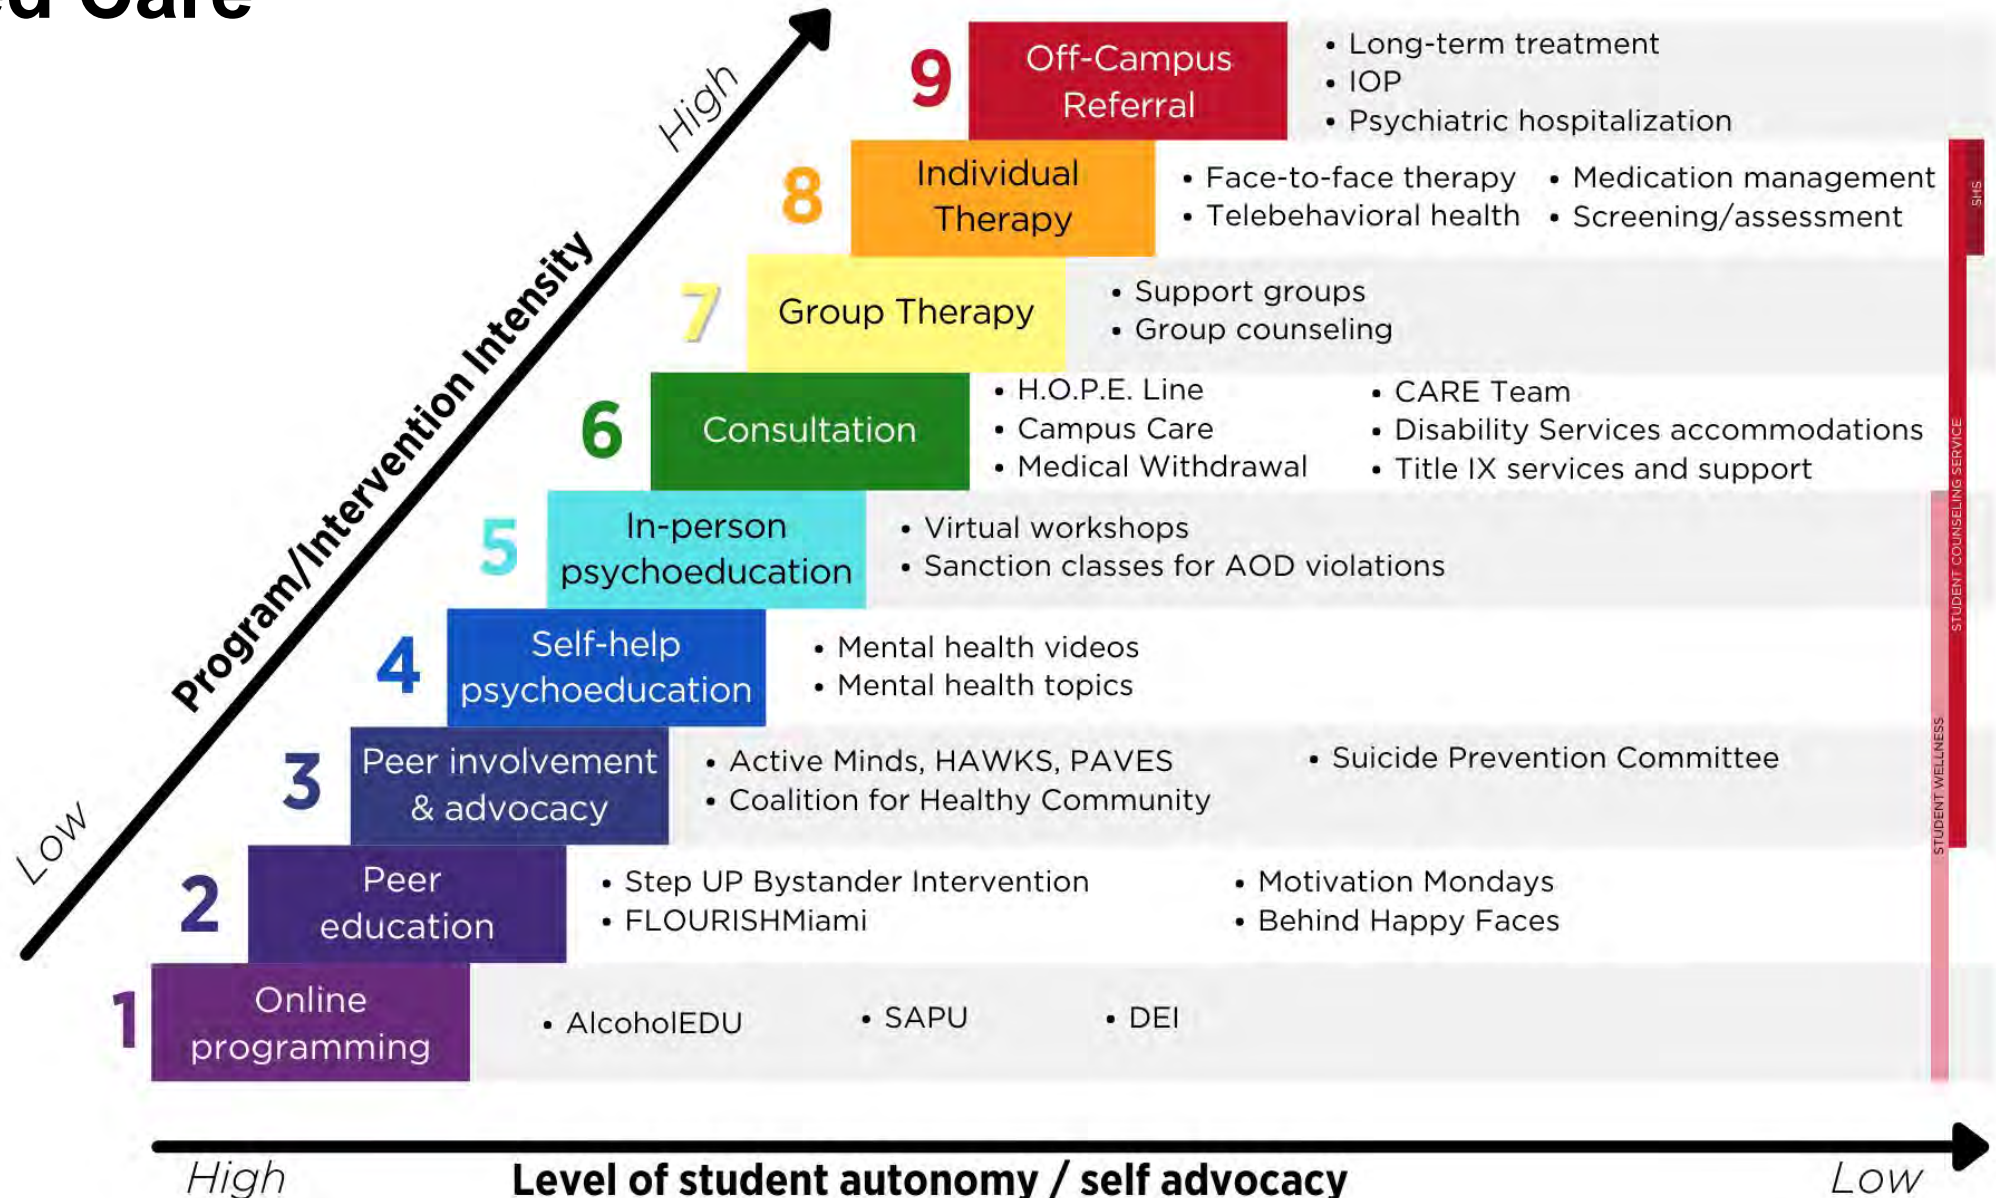 ed Care
High
Program/Intervention Intensity
Low
9
Off-Campus
Referral
• Long-term treatment
• IOP
• Psychiatric hospitalization
8
Individual
Therapy
• Face-to-face therapy
• Telebehavioral health
• Medication management
• Screening/assessment
SHS
7
Group Therapy
• Support groups
• Group counseling
6
Consultation
• H.O.P.E. Line
• Campus Care
• Medical Withdrawal
• CARE Team
• Disability Services accommodations
• Title IX services and support
STUDENT COUNSELING SERVICE
5
In-person
psychoeducation
• Virtual workshops
• Sanction classes for AOD violations
4
Self-help
psychoeducation
• Mental health videos
• Mental health topics
3
Peer involvement
& advocacy
• Active Minds, HAWKS, PAVES
• Coalition for Healthy Community
• Suicide Prevention Committee
STUDENT WELLNESS
2
Peer
education
• Step UP Bystander Intervention
• FLOURISHMiami
• Motivation Mondays
• Behind Happy Faces
1
Online
programming
• AlcoholEDU
• SAPU
• DEI
High
Level of student autonomy / self advocacy
Low